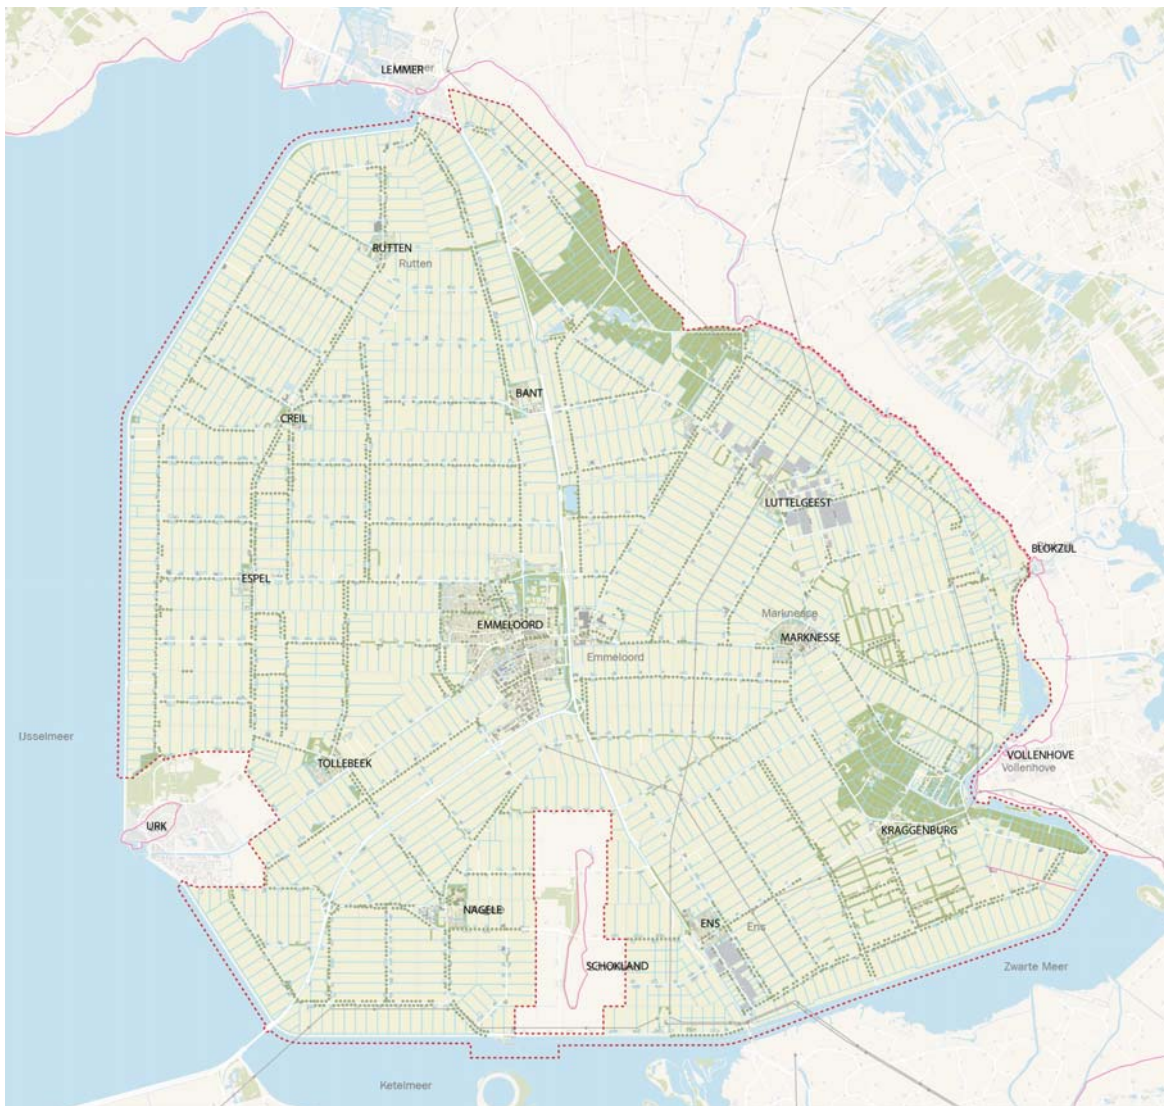 LEMMER
RUTTEN
Rutten
BANT
CREIL
LUTTELGEEST
BLOKZIJL
ESPEL
Marknesse
EMMELOORD
MARKNESSE
Emmeloord
IJsselmeer
VOLLENHOVE
TOLLEBEEK
Vollenhove
URK
KRAGGENBURG
NAGELE
ENS
Ens
SCHOKLAND
Zwarte Meer
Ketelmeer